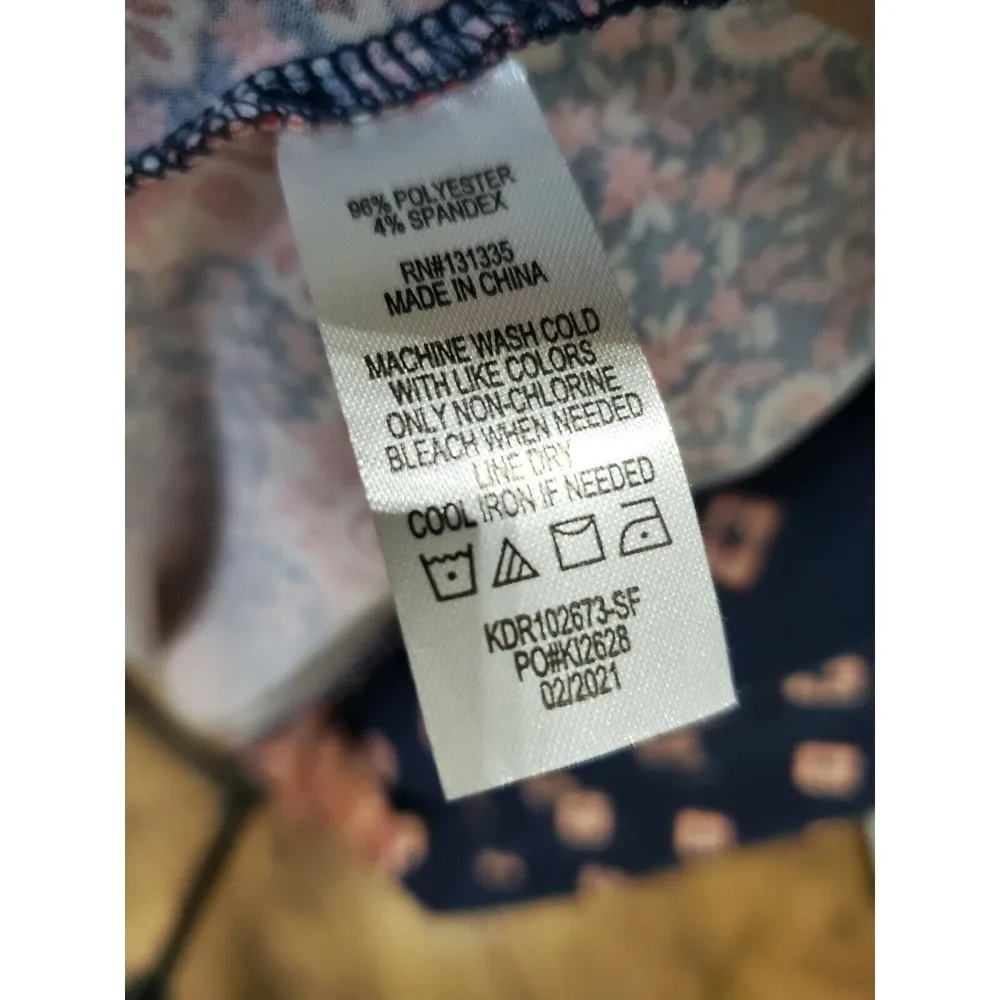 96% POLYESTER
4% SPANDEX
RN#131335
MADE IN CHINA
MACHINE WASH COLD
WITH LIKE COLORS
ONLY NON-CHLORINE
BLEACH WHEN NEEDED
LINE DRY
COOL IRON IF NEEDED
KDR102673-SF
PO#KI2628
02/2021